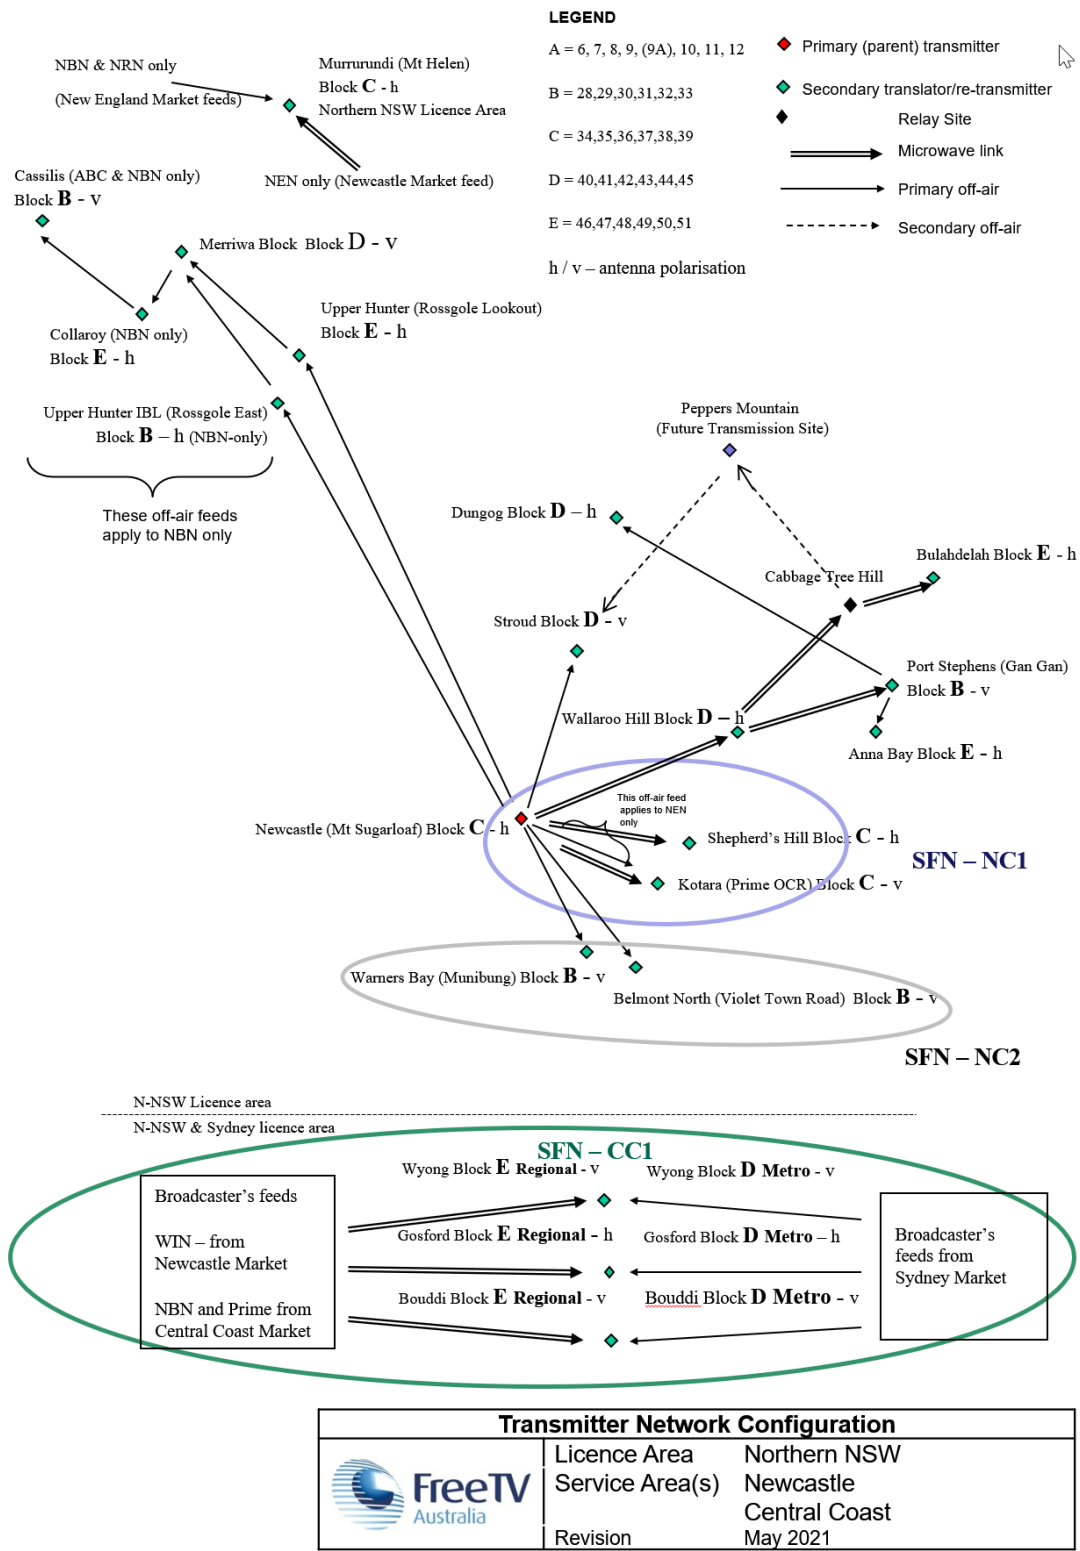 LEGEND
A = 6, 7, 8, 9, (9A), 10, 11, 12
B = 28,29,30,31,32,33
C = 34,35,36,37,38,39
D = 40,41,42,43,44,45
E = 46,47,48,49,50,51
h / v – antenna polarisation
Primary (parent) transmitter
Secondary translator/re-transmitter
Relay Site
Microwave link
Primary off-air
Secondary off-air
NBN & NRN only
(New England Market feeds)
Murrurundi (Mt Helen)
Block C - h
Northern NSW Licence Area
NEN only (Newcastle Market feed)
Cassilis (ABC & NBN only)
Block B - v
Merriwa Block Block D - v
Collaroy (NBN only)
Block E - h
Upper Hunter (Rossgole Lookout)
Block E - h
Upper Hunter IBL (Rossgole East)
Block B – h (NBN-only)
These off-air feeds
apply to NBN only
Peppers Mountain
(Future Transmission Site)
Dungog Block D – h
Bulahdelah Block E - h
Cabbage Tree Hill
Stroud Block D – v
Port Stephens (Gan Gan)
Block B - v
Wallaroo Hill Block D – h
Anna Bay Block E – h
This off-air feed
applies to NEN
only
Newcastle (Mt Sugarloaf) Block C - h
Shepherd's Hill Block C – h
SFN – NC1
Kotara (Prime OCR) Block C – v
Warners Bay (Munibung) Block B – v
Belmont North (Violet Town Road) Block B - v
SFN – NC2
N-NSW Licence area
N-NSW & Sydney licence area
SFN – CC1
Wyong Block E Regional - v
Wyong Block D Metro - v
Broadcaster's feeds
WIN – from
Newcastle Market
NBN and Prime from
Central Coast Market
Gosford Block E Regional - h
Gosford Block D Metro – h
Bouddi Block E Regional - v
Bouddi Block D Metro - v
Broadcaster's
feeds from
Sydney Market
Transmitter Network Configuration
FreeTV
Australia
Licence Area Northern NSW
Service Area(s) Newcastle
Central Coast
Revision May 2021